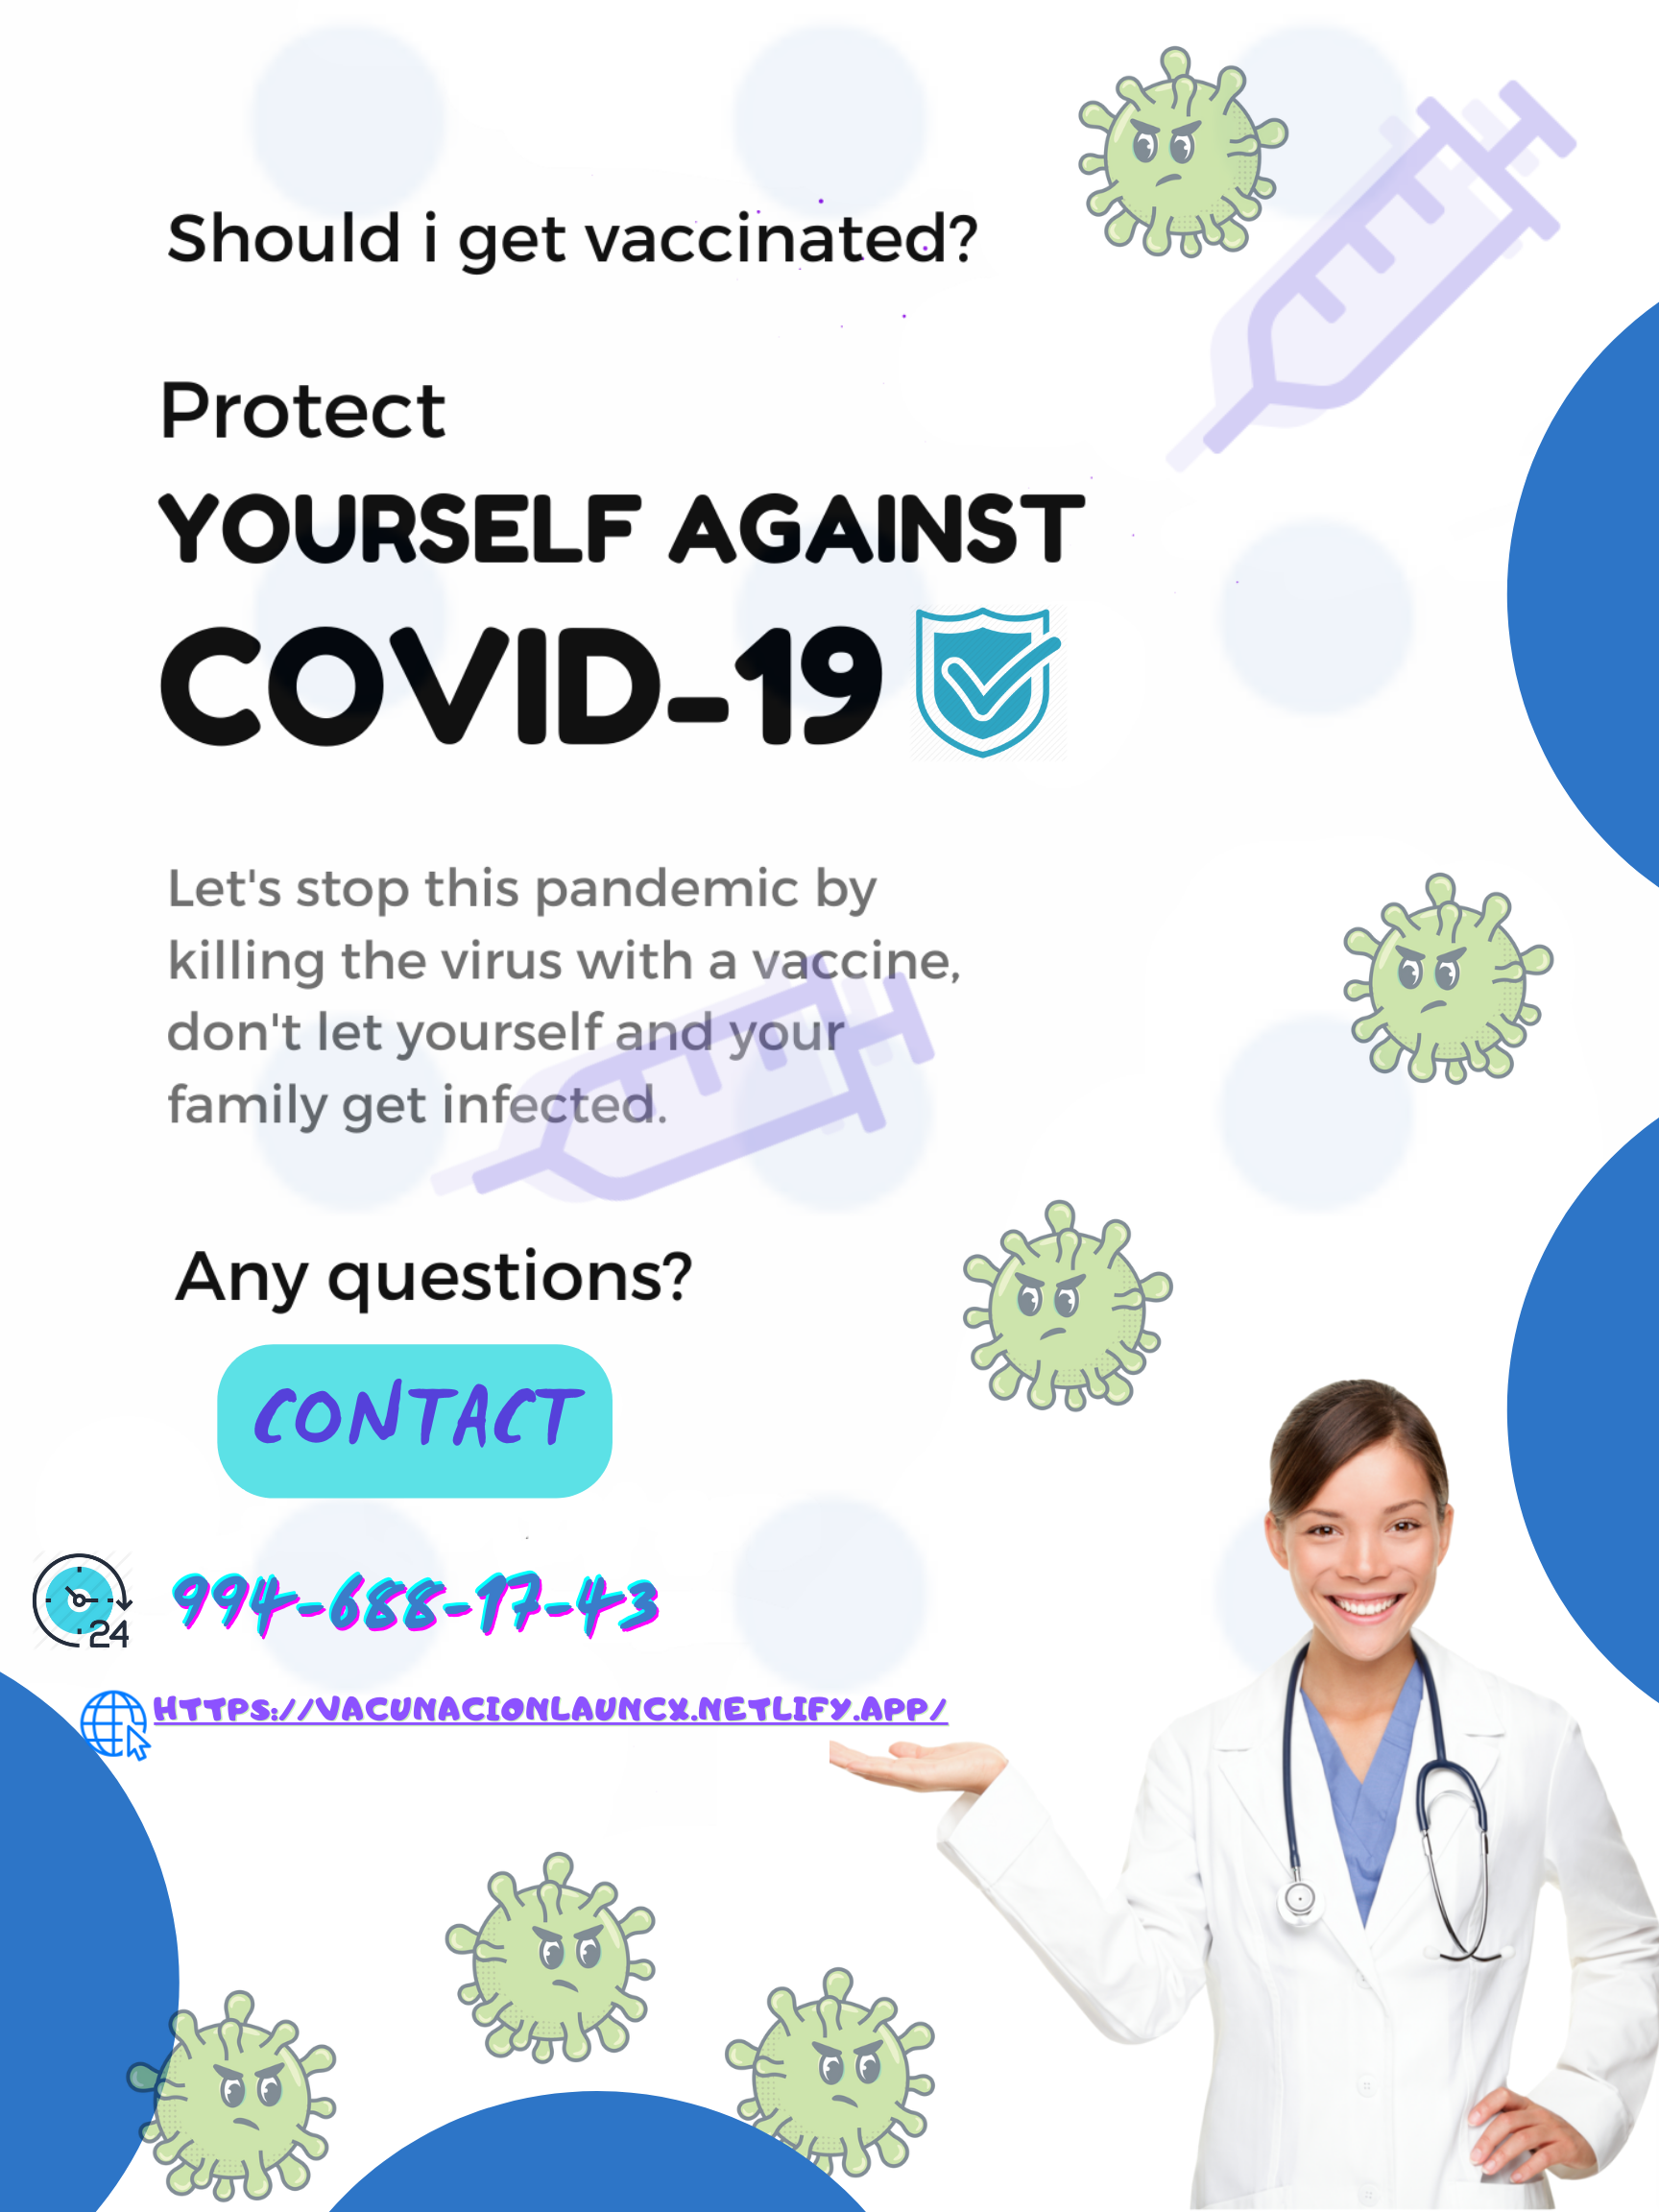 Should i get vaccinated?
Protect
YOURSELF AGAINST
COVID-19
Let's stop this pandemic by
killing the virus with a vaccine,
don't let yourself and your
family get infected.
Any questions?
CONTACT
24
994-688-17-43
HTTPS://VACUNACIONLAUNCX.NETLIFY.APP/